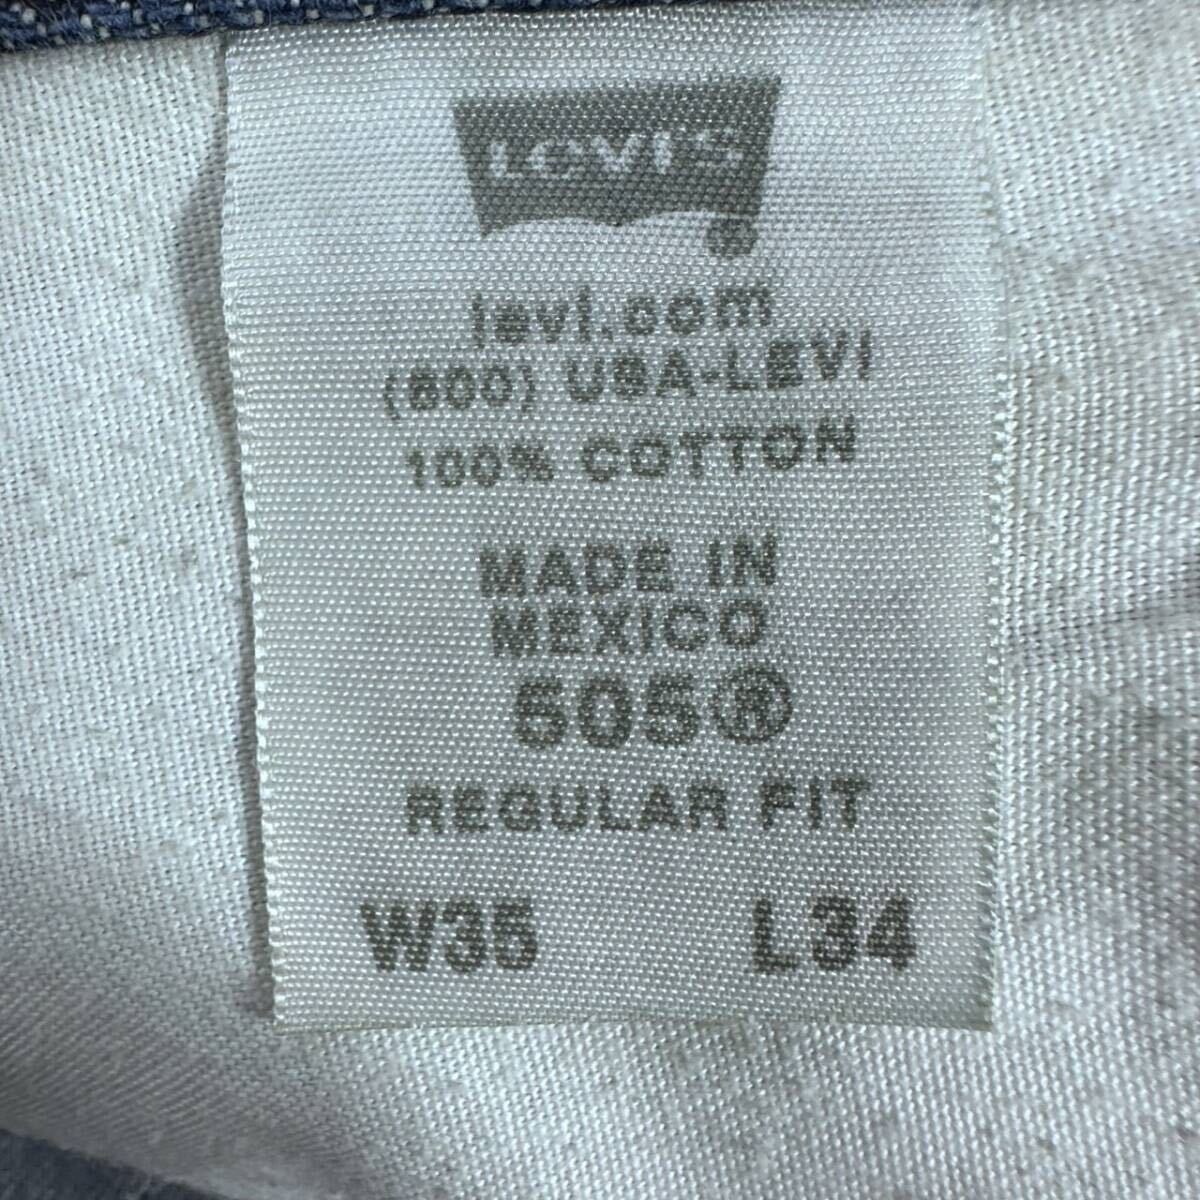 LEVI'S
®
levi.com
(800) USA-LEVI
100% COTTON
MADE IN
MEXICO
505®
REGULAR FIT
W35 L34